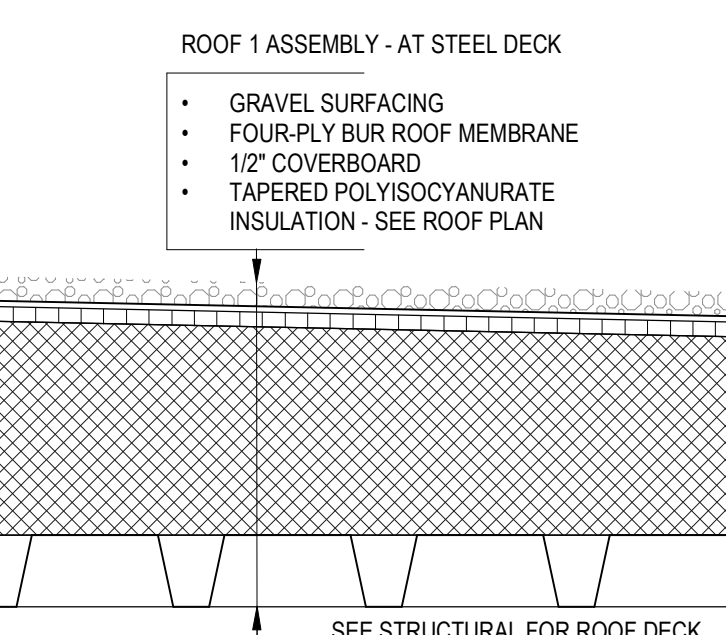 ROOF 1 ASSEMBLY - AT STEEL DECK
• GRAVEL SURFACING
• FOUR-PLY BUR ROOF MEMBRANE
• 1/2" COVERBOARD
• TAPERED POLYISOCYANURATE
INSULATION - SEE ROOF PLAN
SEE STRUCTURAL FOR ROOF DECK